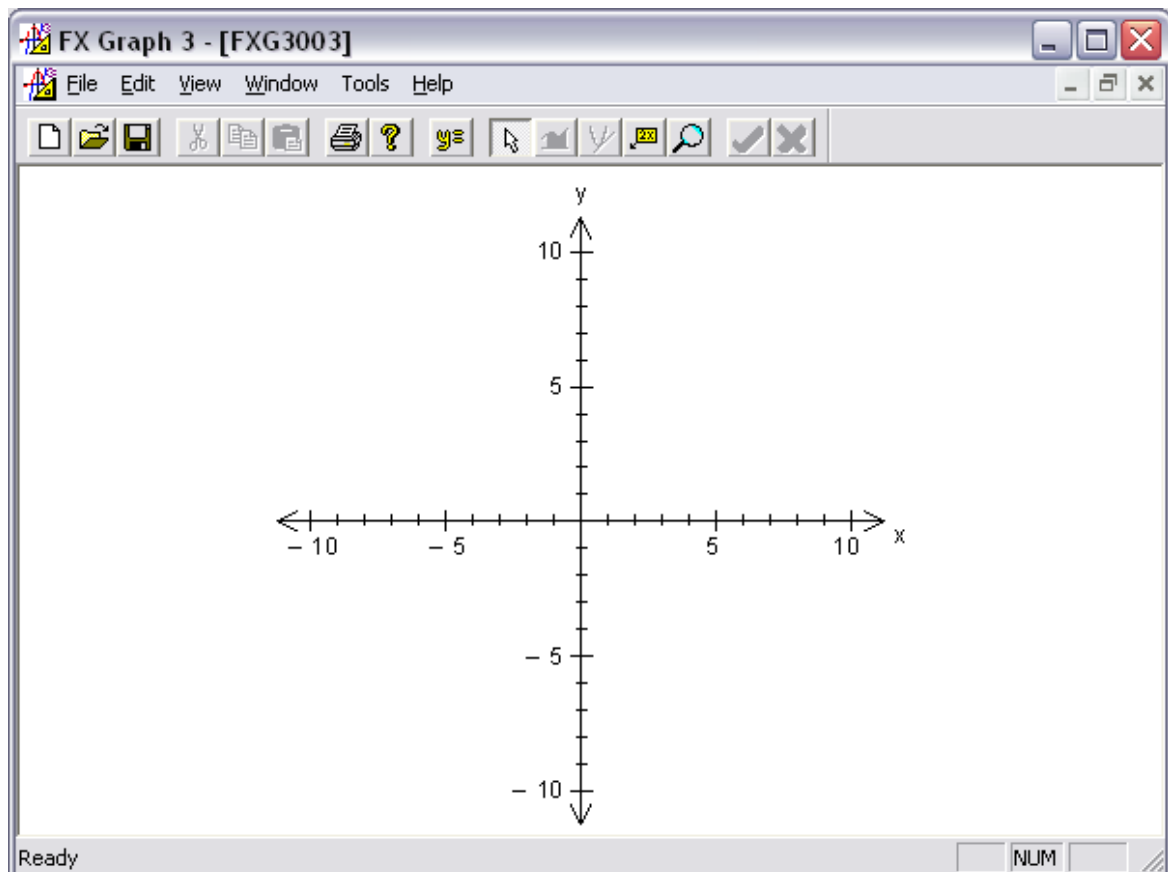 FX Graph 3 - [FXG3003]
File Edit View Window Tools Help
y= 2X
y
10
5
– 10 – 5 5 10 x
– 5
– 10
Ready NUM